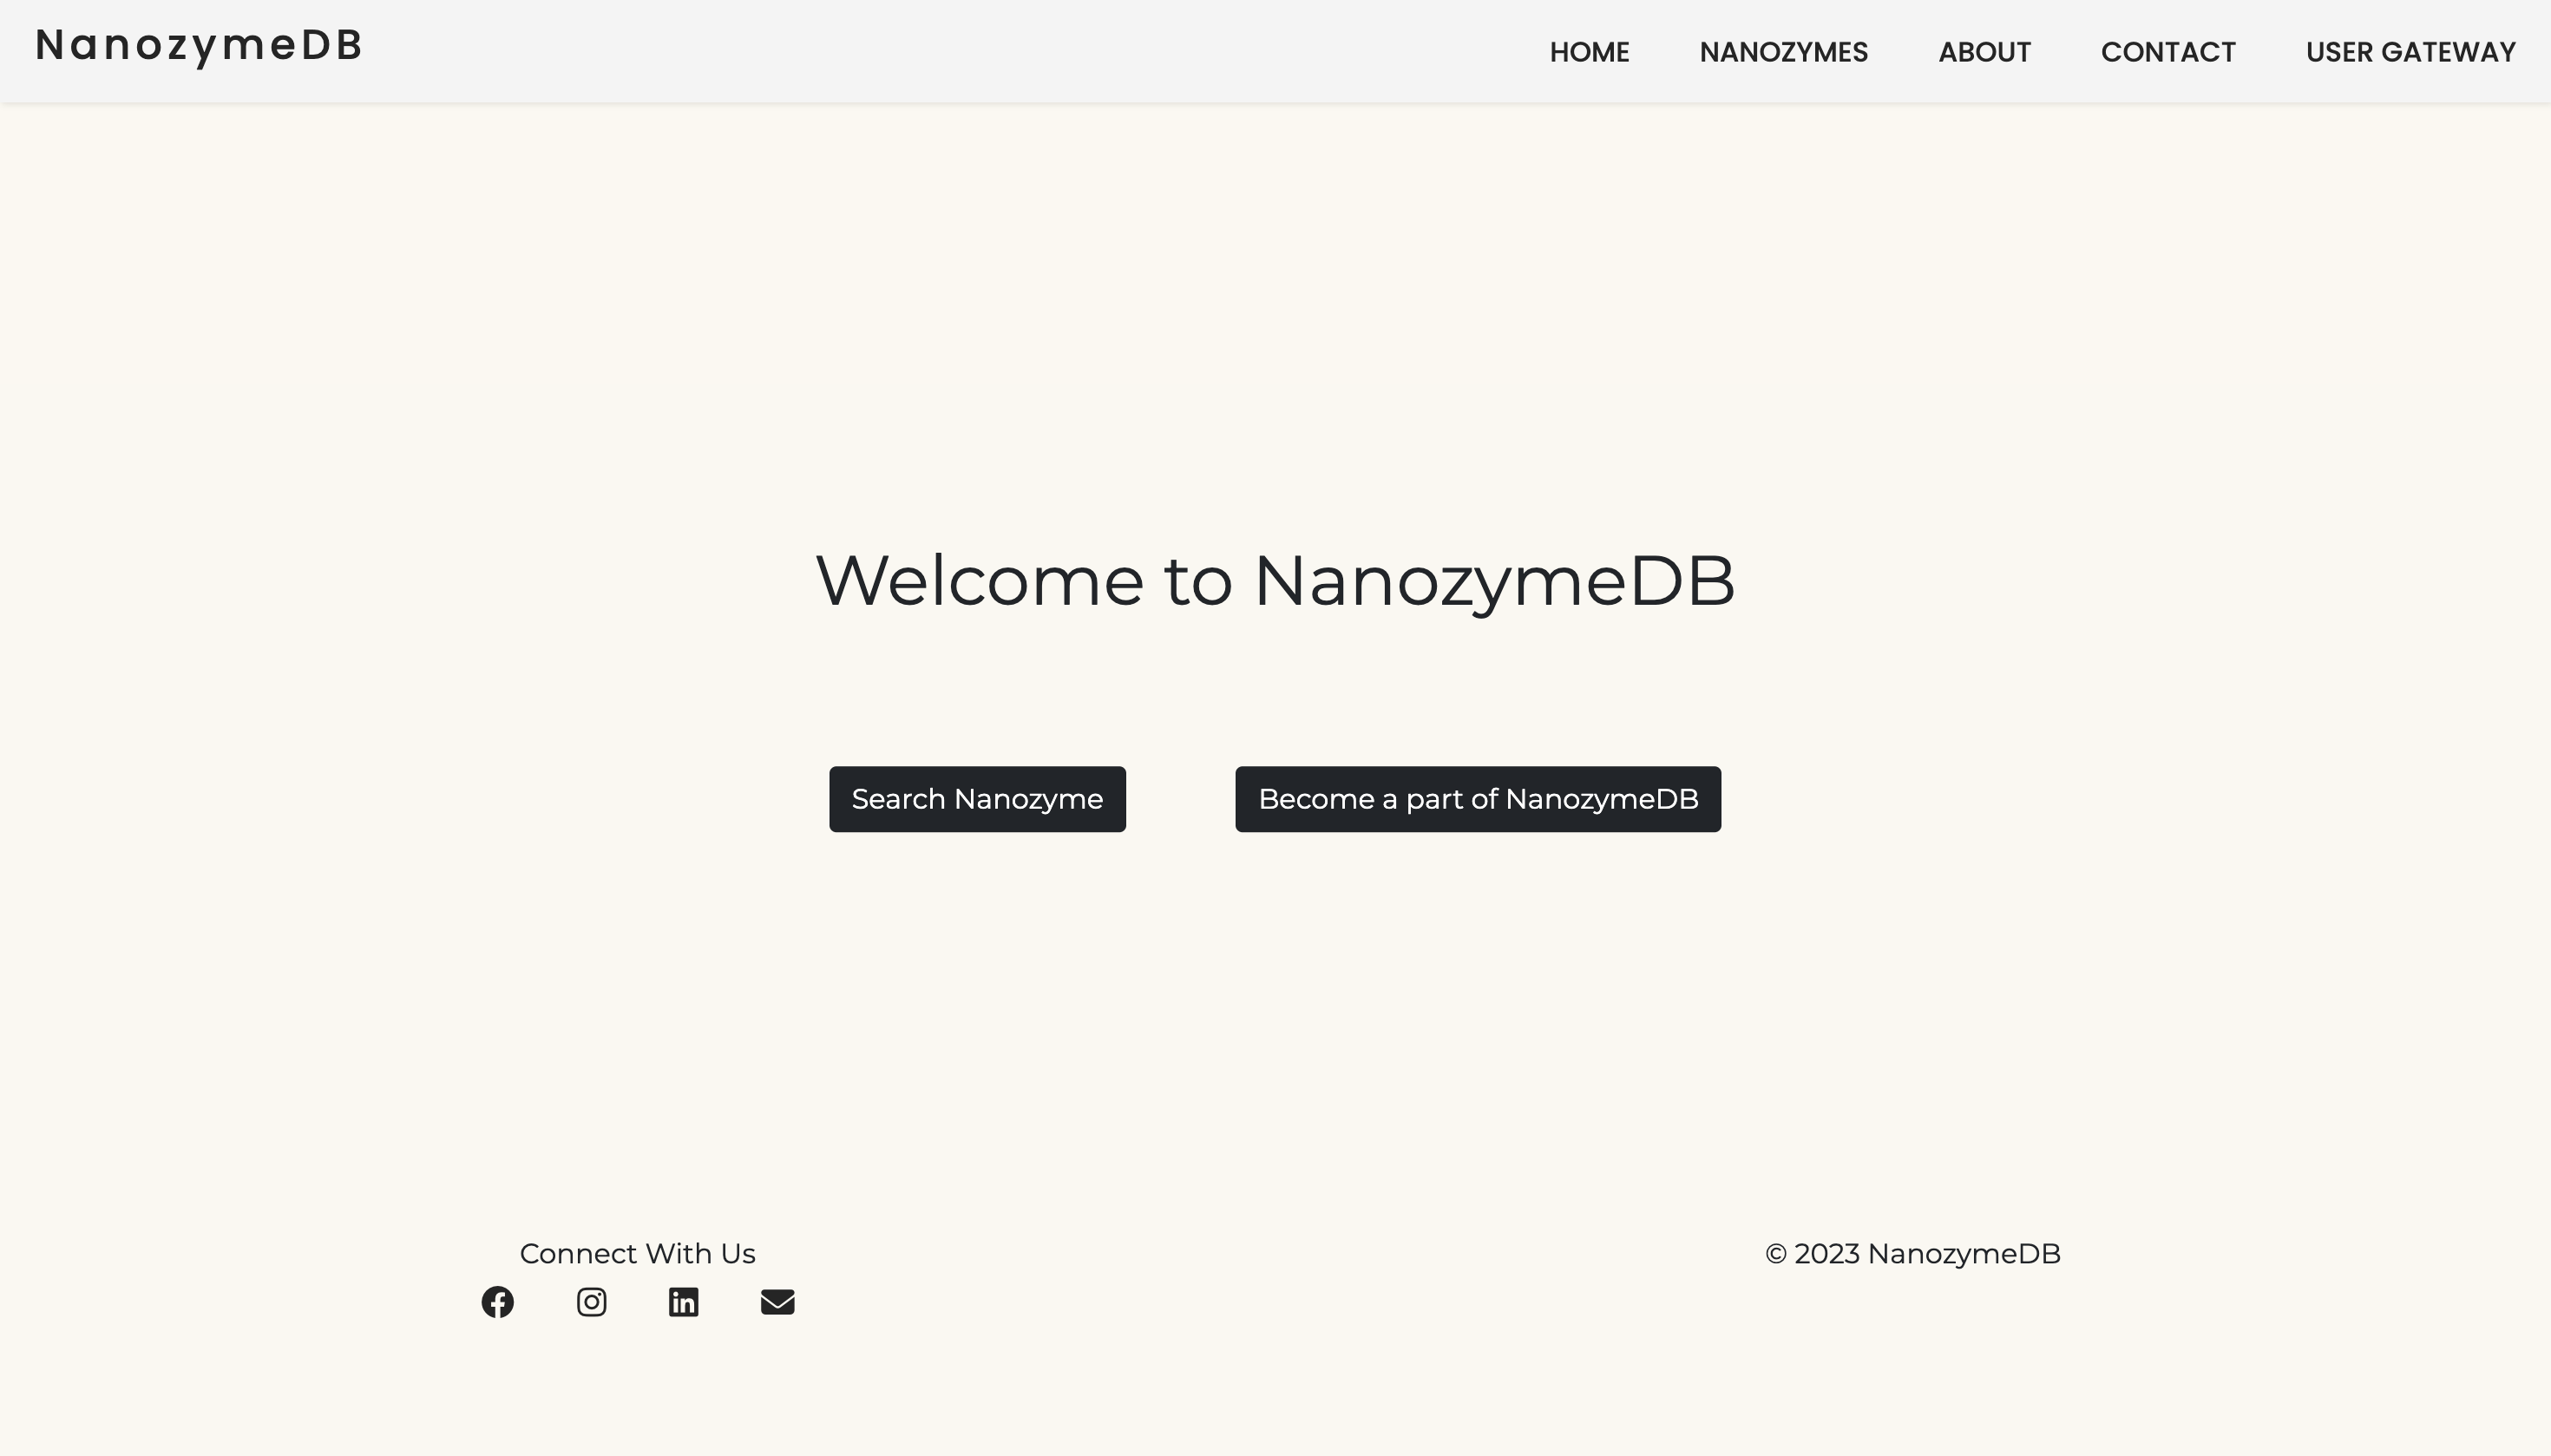 NanozymeDB
HOME NANOZYMES ABOUT CONTACT USER GATEWAY
Welcome to NanozymeDB
Search Nanozyme
Become a part of NanozymeDB
Connect With Us
© 2023 NanozymeDB